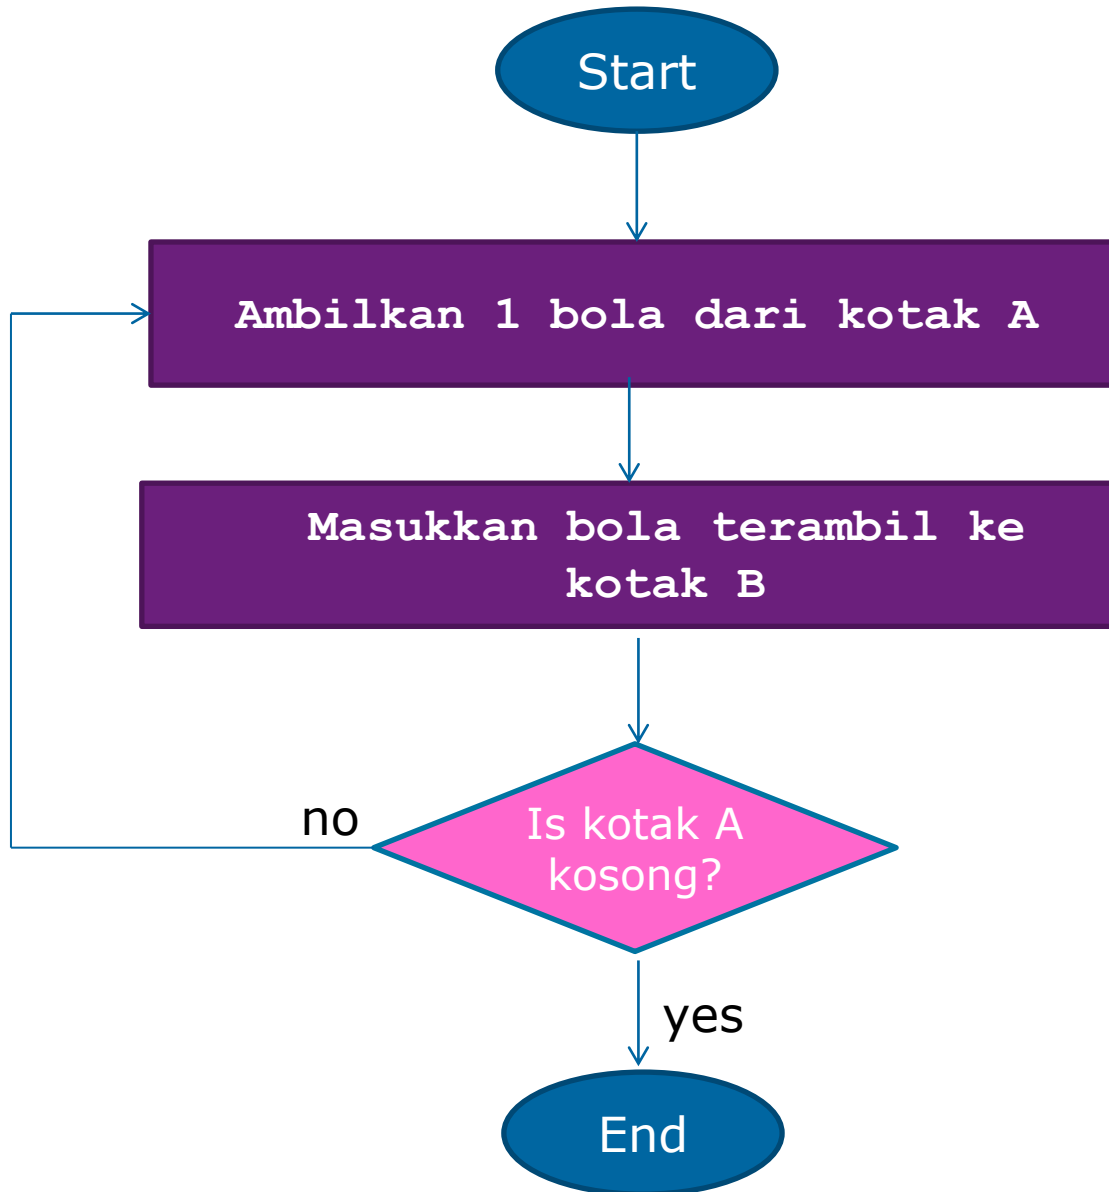 Start
Ambilkan 1 bola dari kotak A
Masukkan bola terambil ke
kotak B
Is kotak A
kosong?
no
yes
End